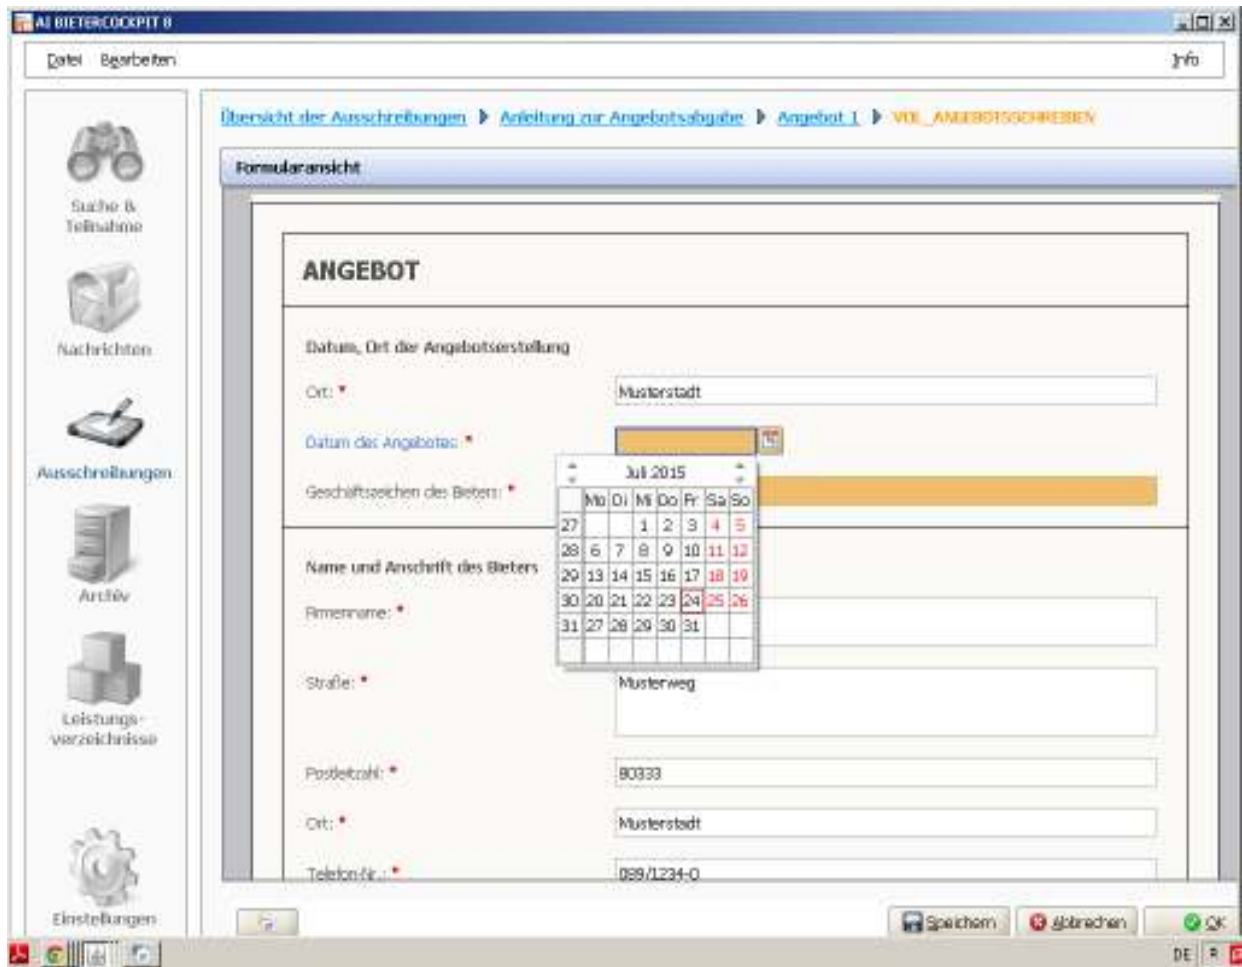 AI BIETERCOCKPIT 8
Datei Bearbeiten Info
Übersicht der Ausschreibungen Anleitung zur Angebotsabgabe Angebot 1 VOL_ANGEBOTSSCHREIBEN
Formularansicht
Suche &
Teilnahme
Nachrichten
Ausschreibungen
Archiv
Leistungs-
verzeichnisse
Einstellungen
ANGEBOT
Datum, Ort der Angebotserstellung
Ort: * Musterstadt
Datum des Angebotes: *
Geschäftszeichen des Bieters: *
Juli 2015
Mo Di Mi Do Fr Sa So
27 1 2 3 4 5
28 6 7 8 9 10 11 12
29 13 14 15 16 17 18 19
30 20 21 22 23 24 25 26
31 27 28 29 30 31
Name und Anschrift des Bieters
Firmenname: *
Straße: * Musterweg
Postleitzahl: * 80333
Ort: * Musterstadt
Telefon-Nr.: * 089/1234-0
Speichern Abbrechen OK
DE